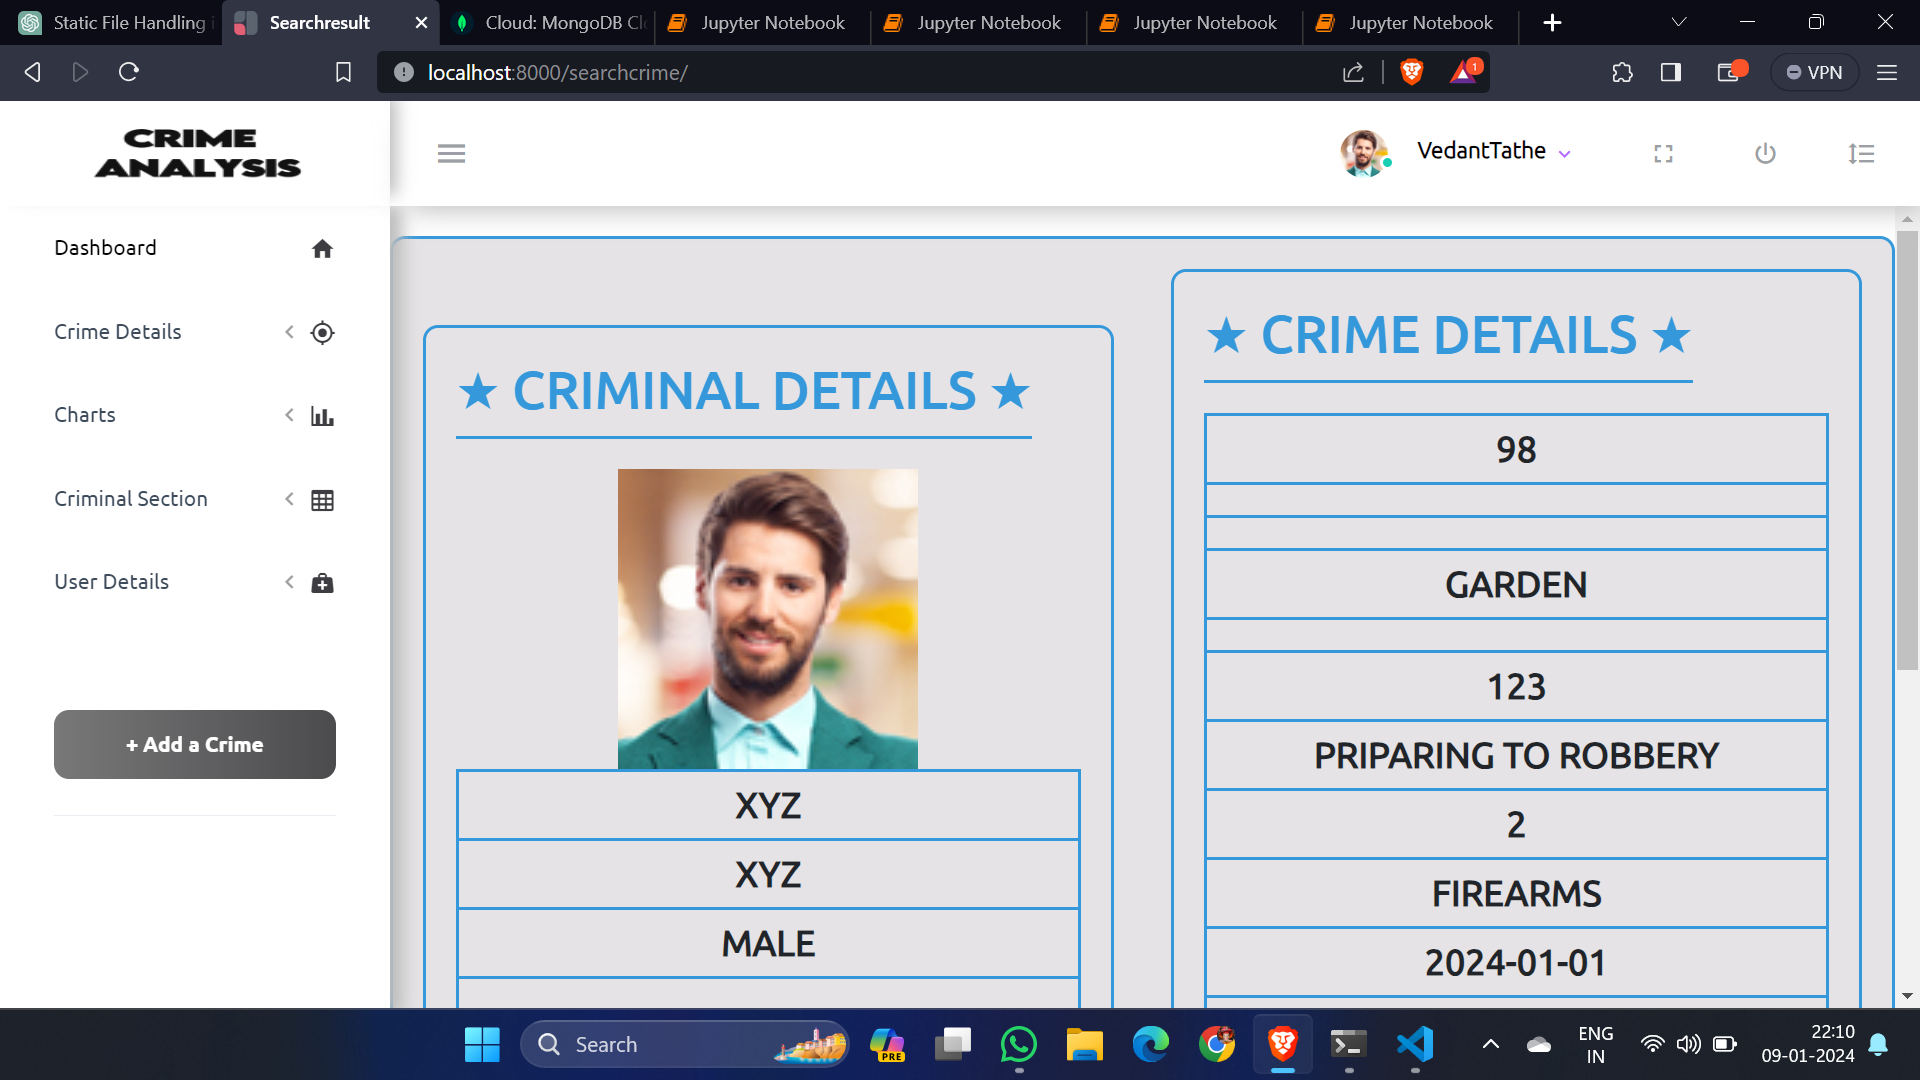 Static File Handling i
Searchresult
Cloud: MongoDB Cl
Jupyter Notebook
Jupyter Notebook
Jupyter Notebook
Jupyter Notebook
localhost:8000/searchcrime/
1
VPN
CRIME
ANALYSIS
VedantTathe
Dashboard
Crime Details
Charts
Criminal Section
User Details
+ Add a Crime
★ CRIMINAL DETAILS ★
XYZ
XYZ
MALE
★ CRIME DETAILS ★
98
GARDEN
123
PRIPARING TO ROBBERY
2
FIREARMS
2024-01-01
Search
PRE
ENG
IN
22:10
09-01-2024